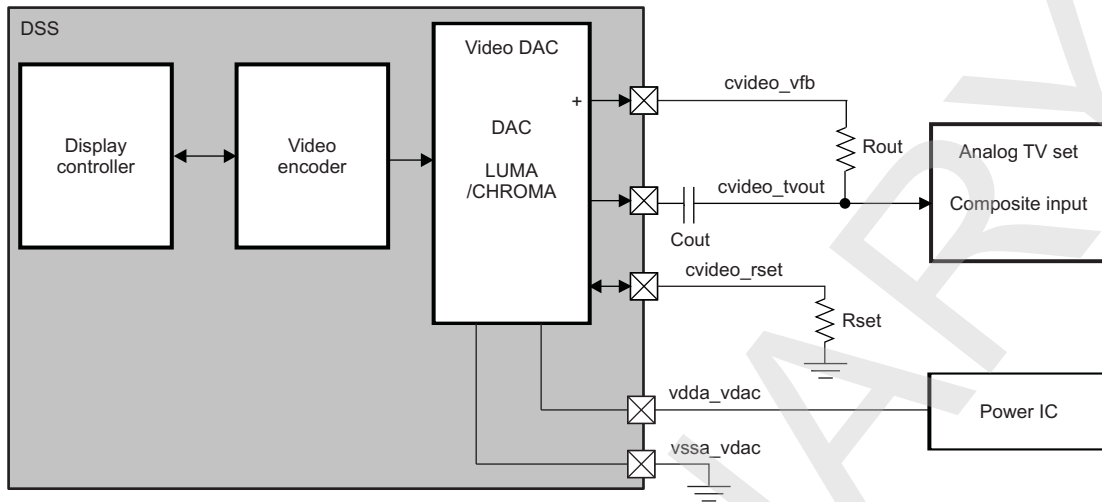 DSS
Video DAC
cvideo_vfb
+
Display
controller
Video
encoder
DAC
LUMA
/CHROMA
Rout
Analog TV set
cvideo_tvout
Composite input
Cout
cvideo_rset
Rset
vdda_vdac
Power IC
vssa_vdac